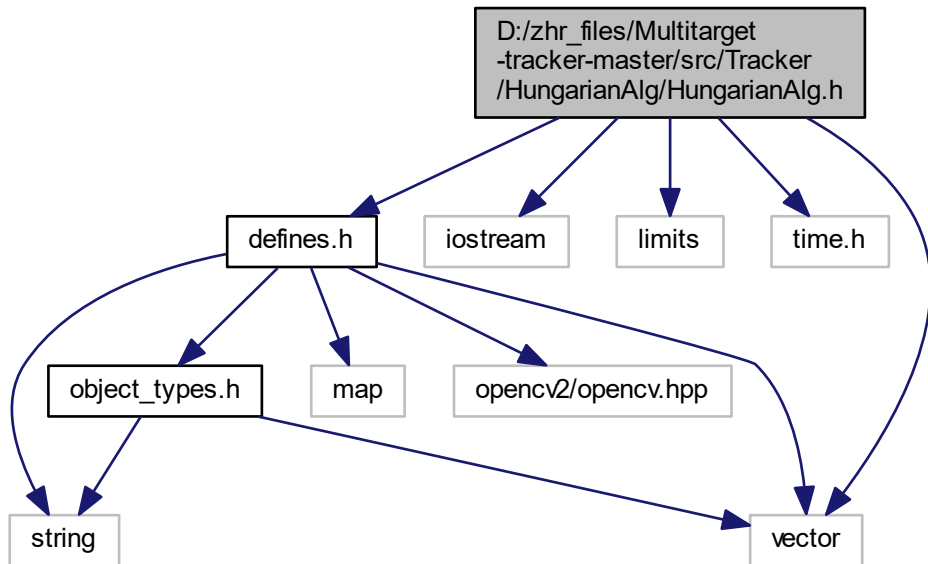 D:/zhr_files/Multitarget
-tracker-master/src/Tracker
/HungarianAlg/HungarianAlg.h
defines.h
iostream
limits
time.h
object_types.h
map
opencv2/opencv.hpp
string
vector